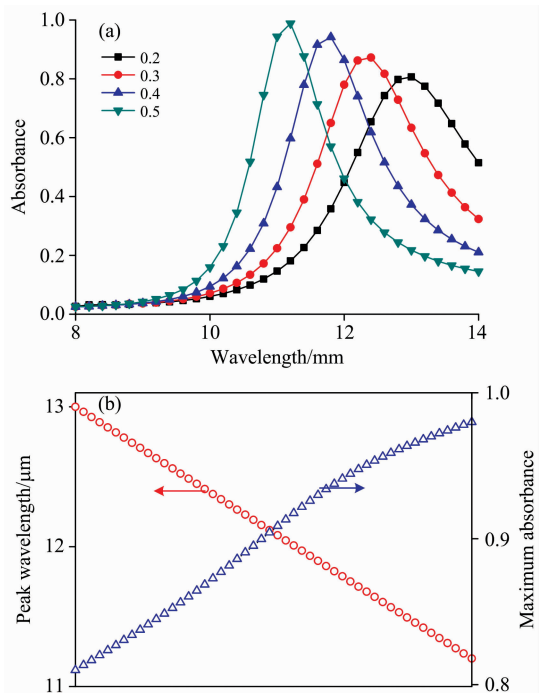 (a)
0.2
0.3
0.4
0.5
Absorbance
1.0
0.8
0.6
0.4
0.2
0.0
8 10 12 14
Wavelength/mm
(b)
13
12
11
Peak wavelength/μm
1.0
0.9
0.8
Maximum absorbance